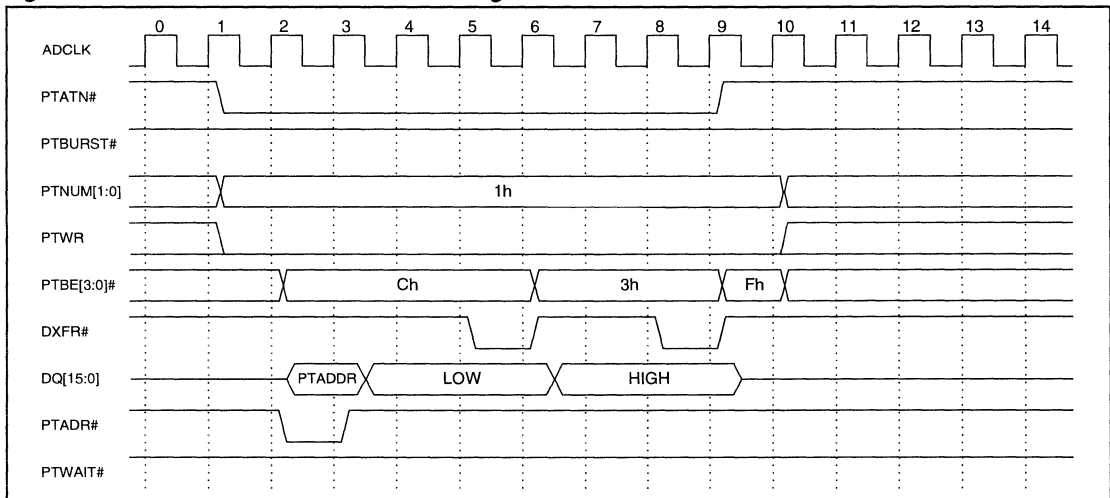 0 1 2 3 4 5 6 7 8 9 10 11 12 13 14
ADCLK
PTATN#
PTBURST#
PTNUM[1:0] 1h
PTWR
PTBE[3:0]# Ch 3h Fh
DXFR#
DQ[15:0] PTADDR LOW HIGH
PTADR#
PTWAIT#